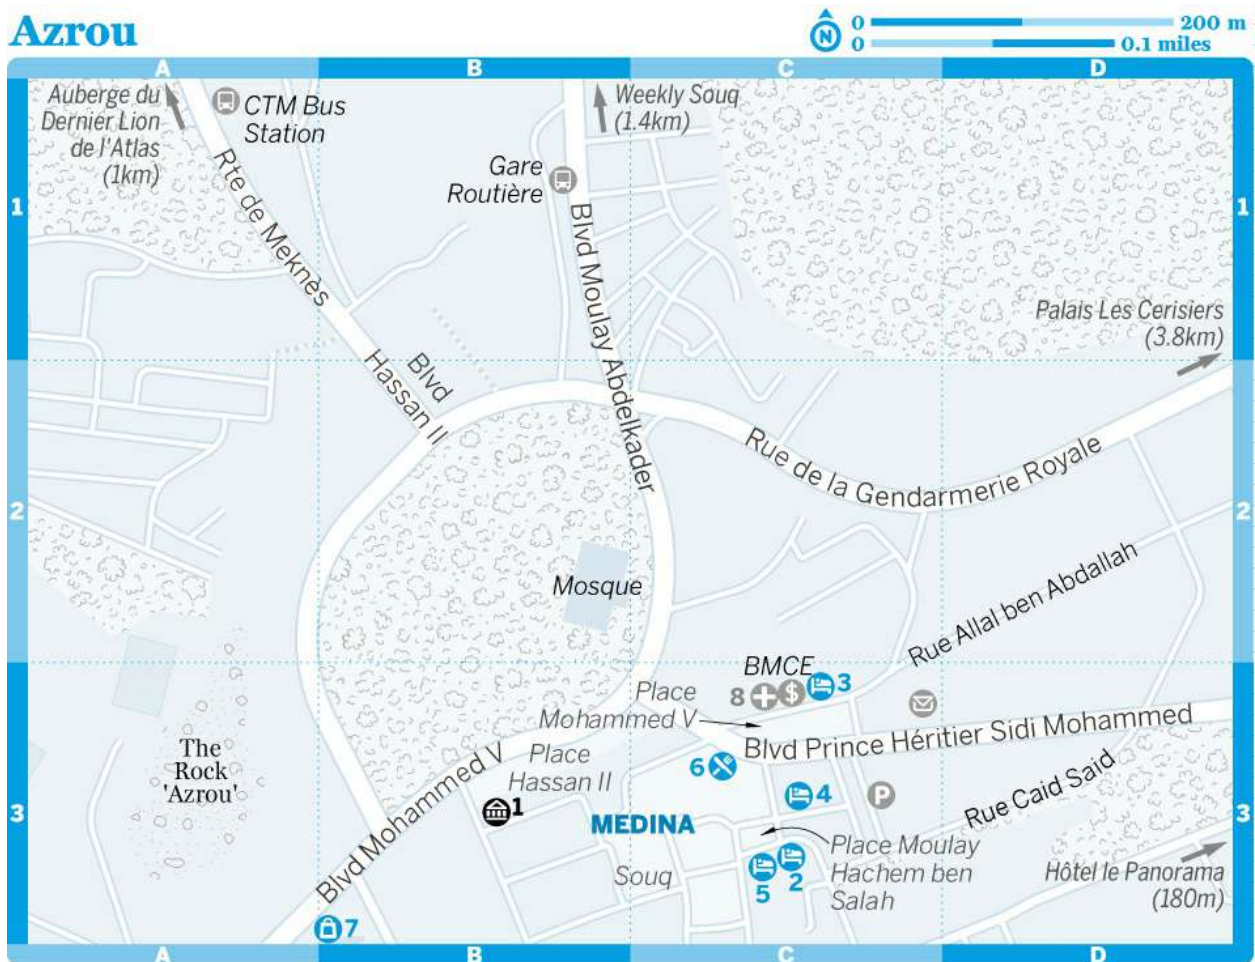 Azrou
N
0
200 m
0
0.1 miles
A
B
C
D
Auberge du
Dernier Lion
de l'Atlas
(1km)
CTM Bus
Station
Weekly Souq
(1.4km)
Gare
Routière
1
1
Rte de Meknès
Blvd Moulay Abdelkader
Palais Les Cerisiers
(3.8km)
Blvd
Hassan II
Rue de la Gendarmerie Royale
2
2
Mosque
Rue Allal ben Abdallah
BMCE
8
$
3
Place
Mohammed V
Blvd Prince Héritier Sidi Mohammed
Place
Hassan II
The
Rock
'Azrou'
6
4
P
Rue Caid Said
1
3
3
MEDINA
Blvd Mohammed V
Place Moulay
Hachem ben
Salah
Souq
5
2
Hôtel le Panorama
(180m)
7
A
B
C
D